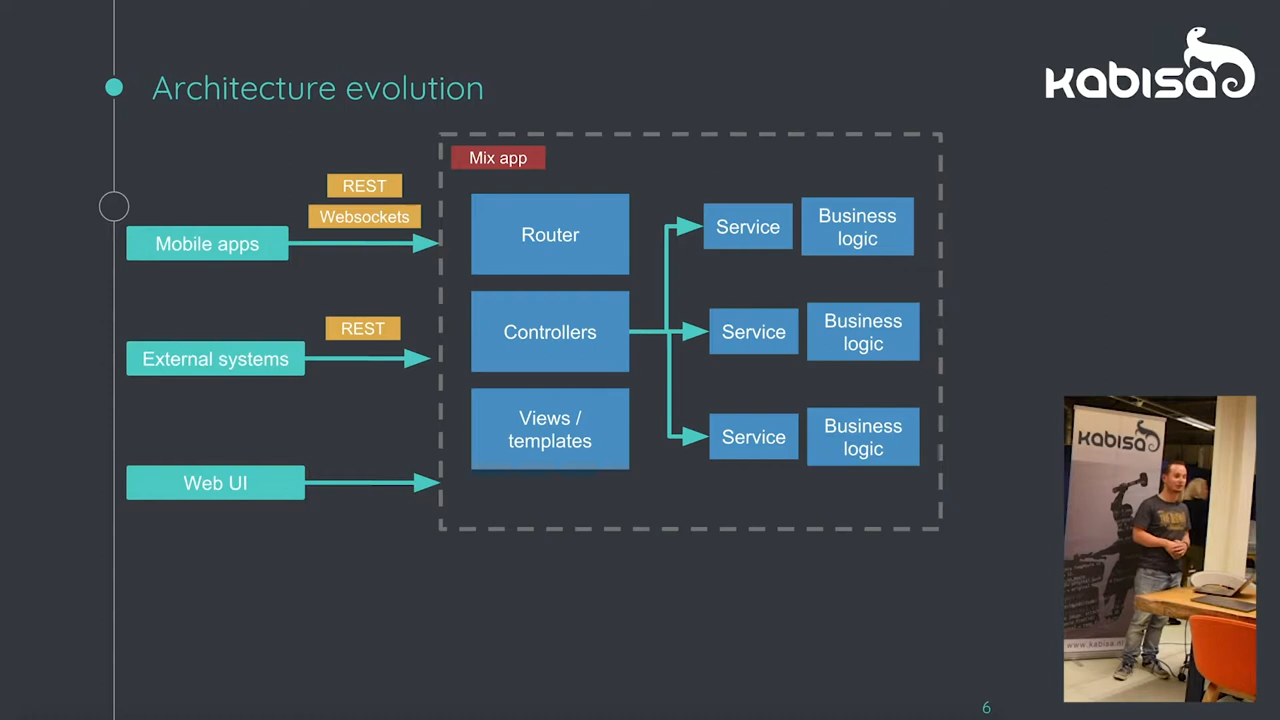 Architecture evolution
kabisa
Mix app
REST
Websockets
Mobile apps
REST
External systems
Web UI
Router
Controllers
Views /
templates
Service
Business
logic
Service
Business
logic
Service
Business
logic
kabisa
www.kabisa.nl
6